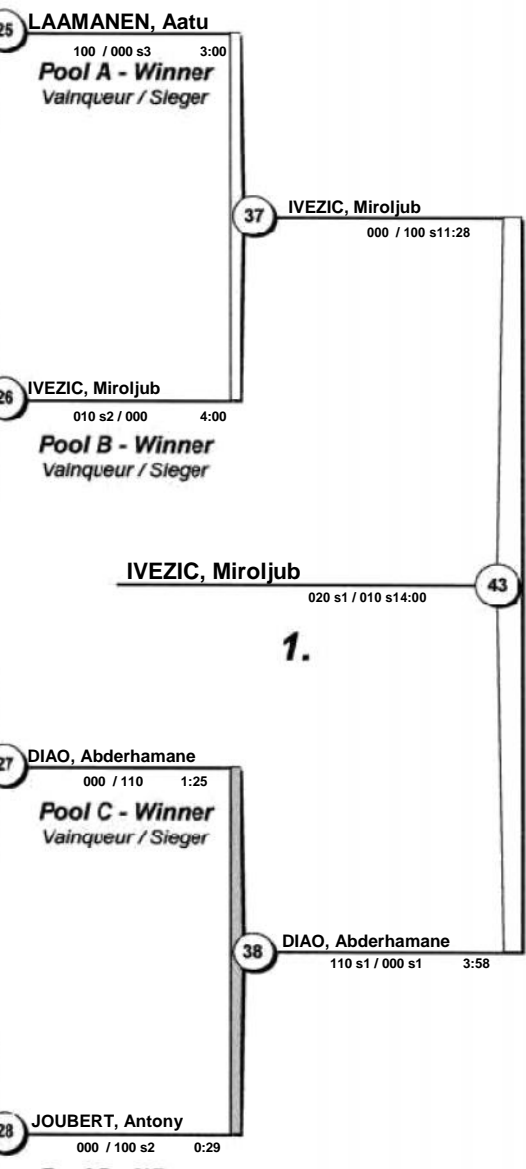 25 LAAMANEN, Aatu
100 / 000 s3 3:00
Pool A - Winner
Vainqueur / Sieger
37 IVEZIC, Miroljub
000 / 100 s11:28
26 IVEZIC, Miroljub
010 s2 / 000 4:00
Pool B - Winner
Vainqueur / Sieger
IVEZIC, Miroljub 43
020 s1 / 010 s14:00
1.
27 DIAO, Abderhamane
000 / 110 1:25
Pool C - Winner
Vainqueur / Sieger
38 DIAO, Abderhamane
110 s1 / 000 s1 3:58
28 JOUBERT, Antony
000 / 100 s2 0:29